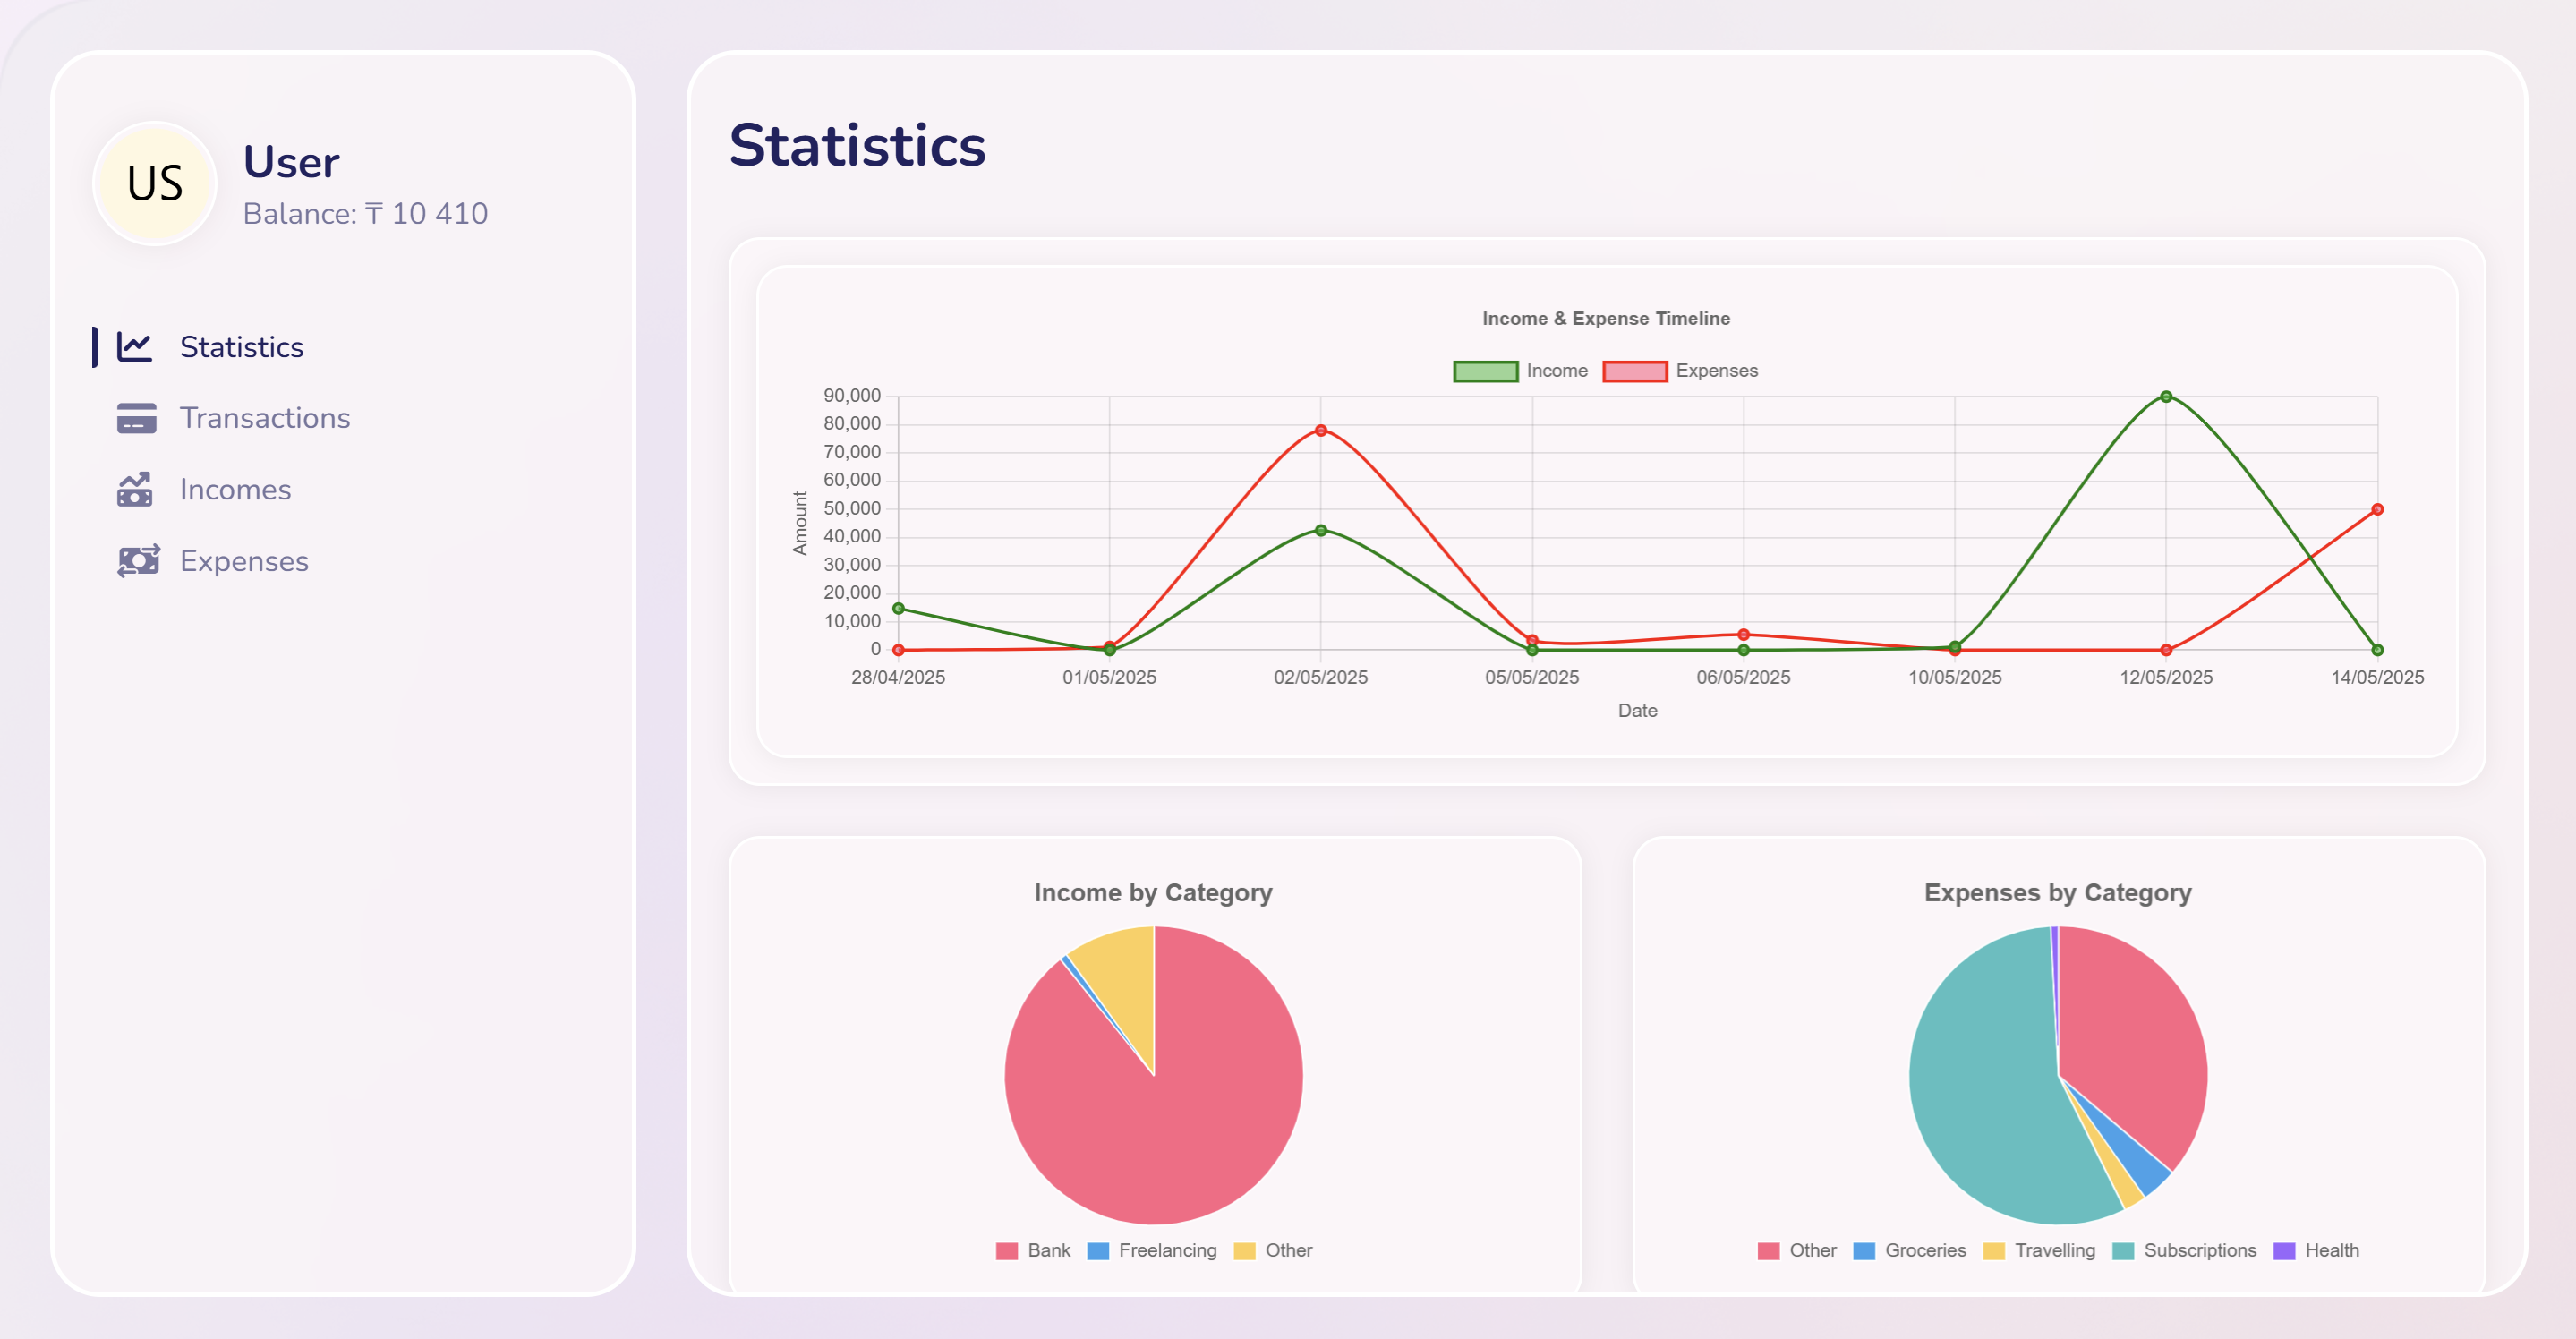 US
User
Balance: ₸ 10 410
Statistics
Transactions
Incomes
Expenses
Statistics
Income & Expense Timeline
Income Expenses
90,000
80,000
70,000
60,000
50,000
40,000
30,000
20,000
10,000
0
Amount
28/04/2025 01/05/2025 02/05/2025 05/05/2025 06/05/2025 10/05/2025 12/05/2025 14/05/2025
Date
Income by Category
Bank Freelancing Other
Expenses by Category
Other Groceries Travelling Subscriptions Health